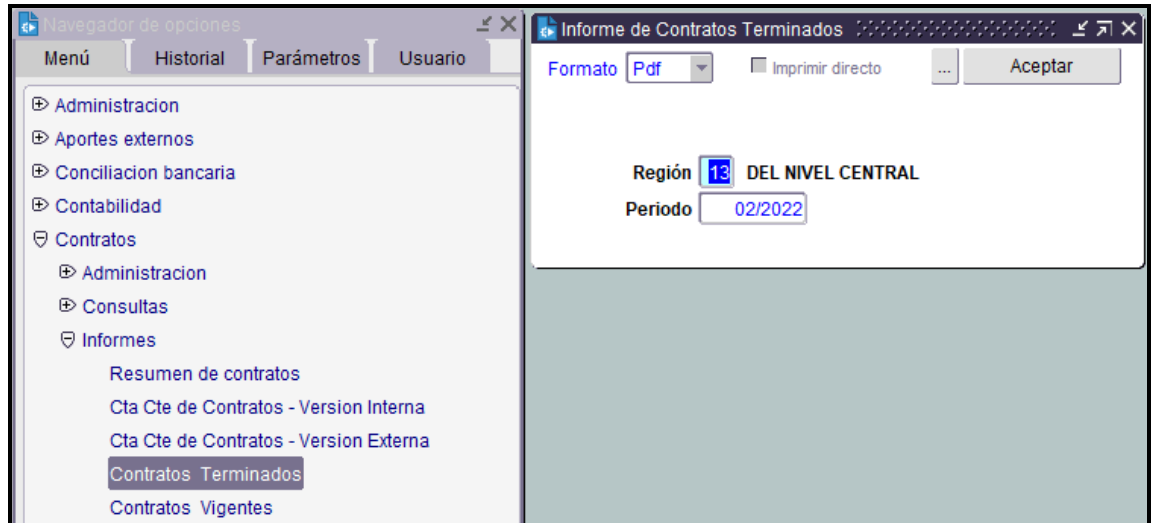 Navegador de opciones
Menú Historial Parámetros Usuario
Administracion
Aportes externos
Conciliacion bancaria
Contabilidad
Contratos
Administracion
Consultas
Informes
Resumen de contratos
Cta Cte de Contratos - Version Interna
Cta Cte de Contratos - Version Externa
Contratos Terminados
Contratos Vigentes
Informe de Contratos Terminados
Formato Pdf Imprimir directo ... Aceptar
Región 13 DEL NIVEL CENTRAL
Periodo 02/2022